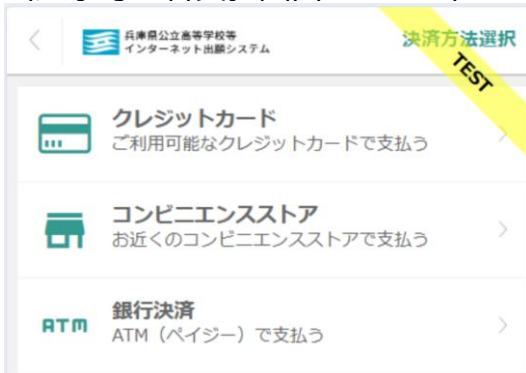 兵庫県公立高等学校等
インターネット出願システム
決済方法選択
TEST
クレジットカード
ご利用可能なクレジットカードで支払う
コンビニエンスストア
お近くのコンビニエンスストアで支払う
ATM
銀行決済
ATM(ペイジー)で支払う